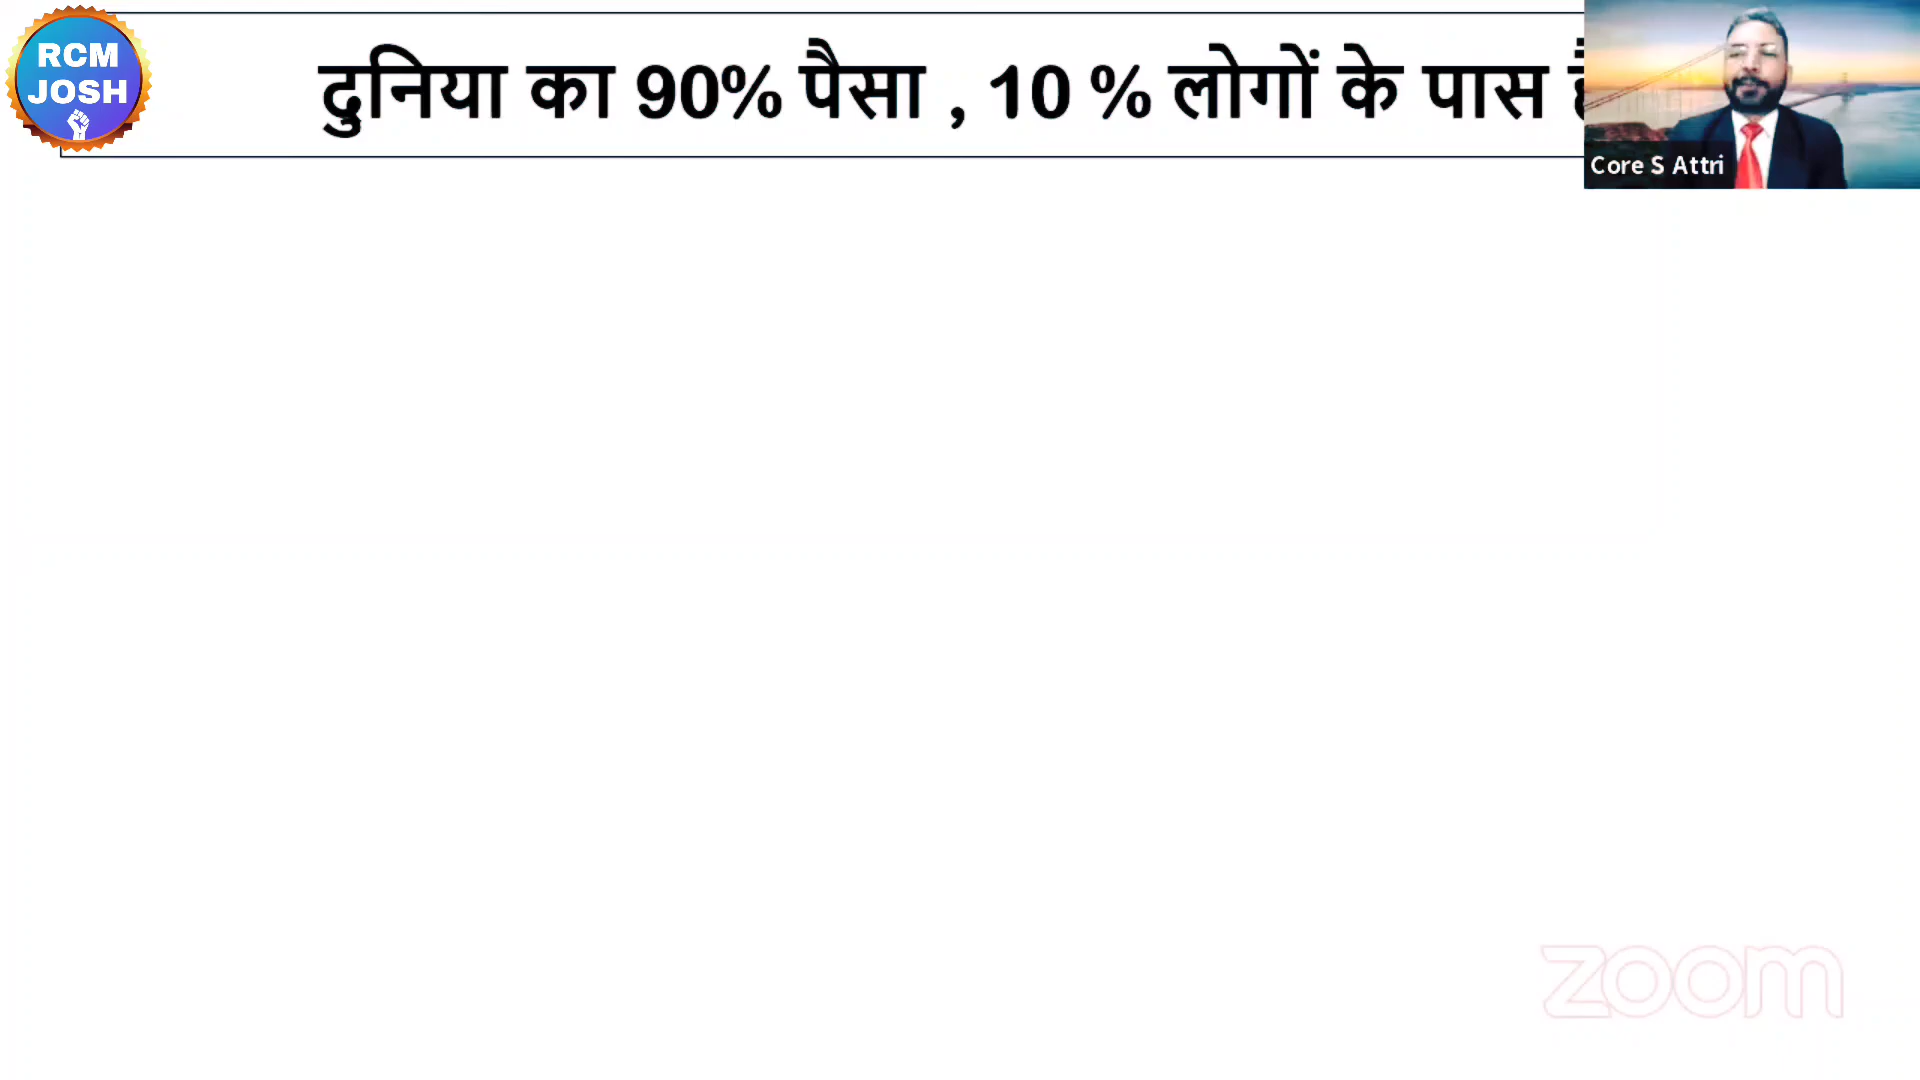 RCM
JOSH
दुनिया का 90% पैसा , 10 % लोगों के पास
Core S Attri
zoom